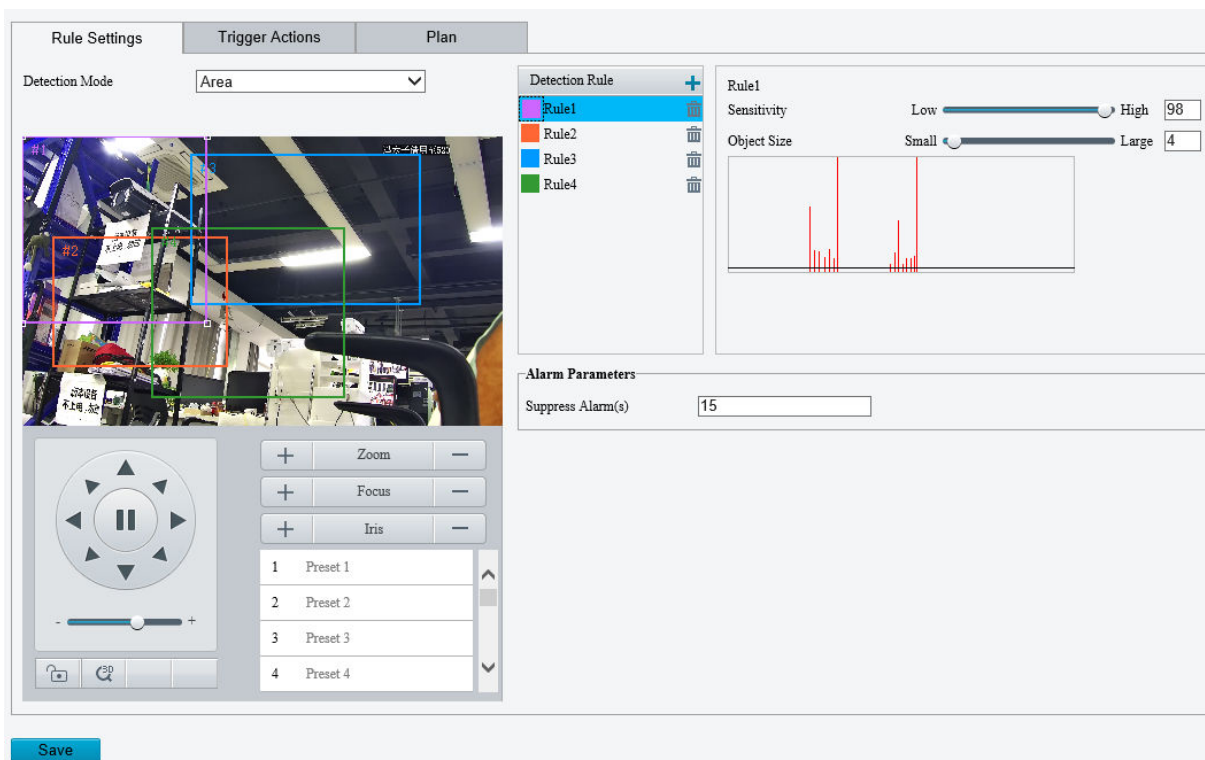 Rule Settings
Trigger Actions
Plan
Detection Mode
Area
#1
#3
#2
Detection Rule
Rule1
Rule2
Rule3
Rule4
Rule1
Sensitivity
Low
High
98
Object Size
Small
Large
4
Alarm Parameters
Suppress Alarm(s)
15
Zoom
Focus
Iris
1 Preset 1
2 Preset 2
3 Preset 3
4 Preset 4
- +
3D
Save